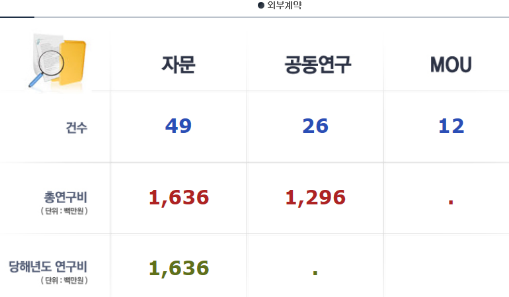 ● 외부계약
자문 공동연구 MOU
건수 49 26 12
총연구비 1,636 1,296 .
( 단위 : 백만원 )
당해년도 연구비 1,636 .
( 단위 : 백만원 )